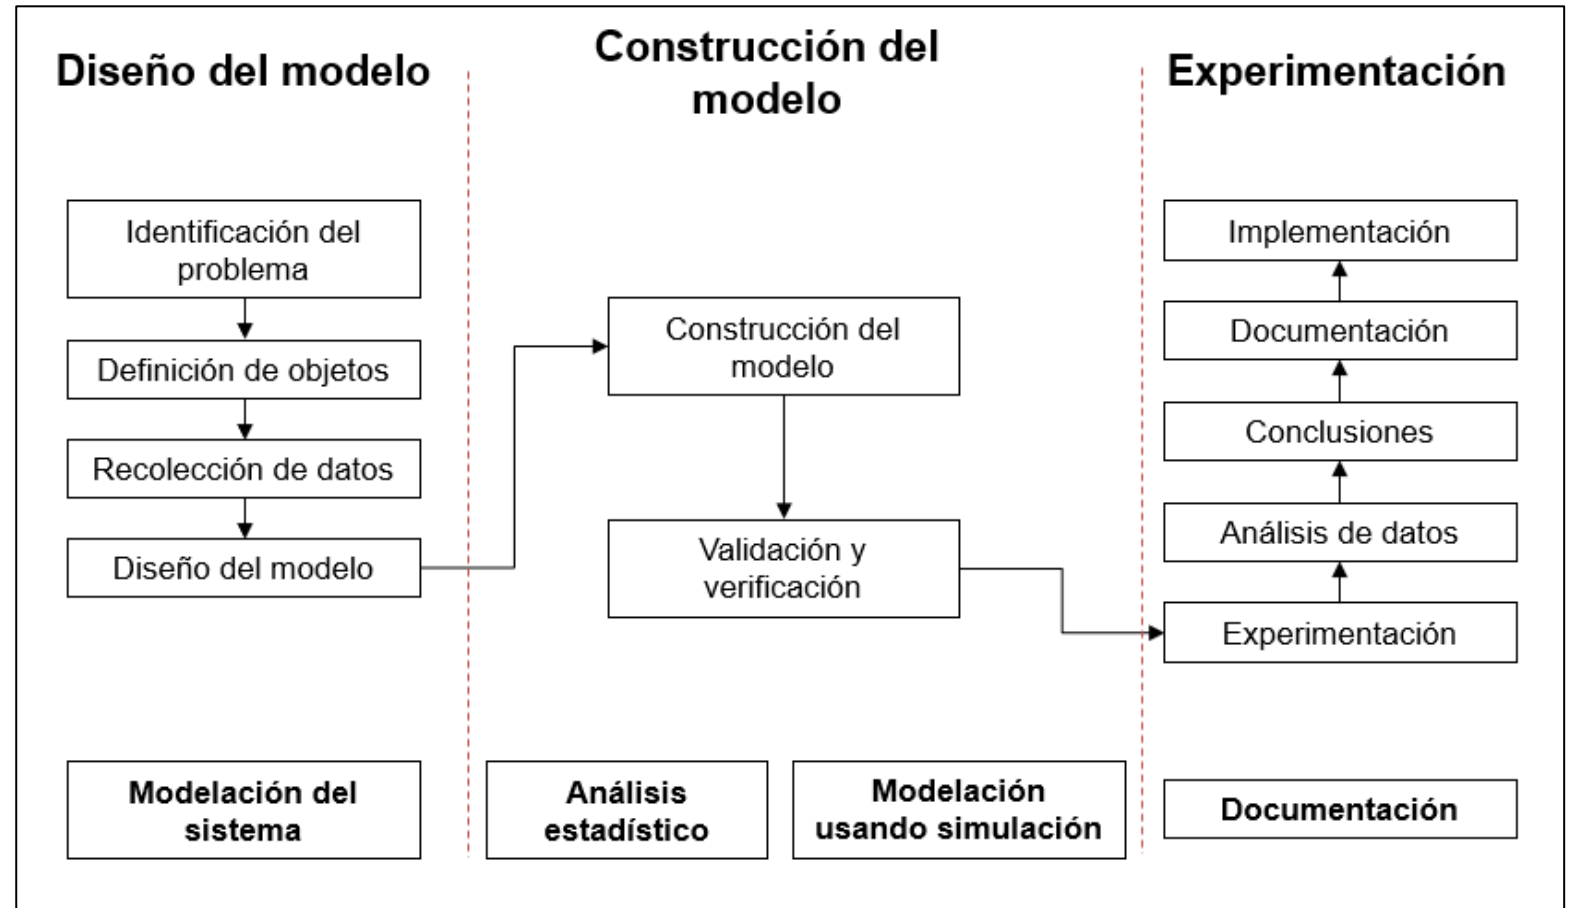 Diseño del modelo
Identificación del
problema
Definición de objetos
Recolección de datos
Diseño del modelo
Modelación del
sistema
Construcción del
modelo
Construcción del
modelo
Validación y
verificación
Análisis
estadístico
Modelación
usando simulación
Experimentación
Implementación
Documentación
Conclusiones
Análisis de datos
Experimentación
Documentación